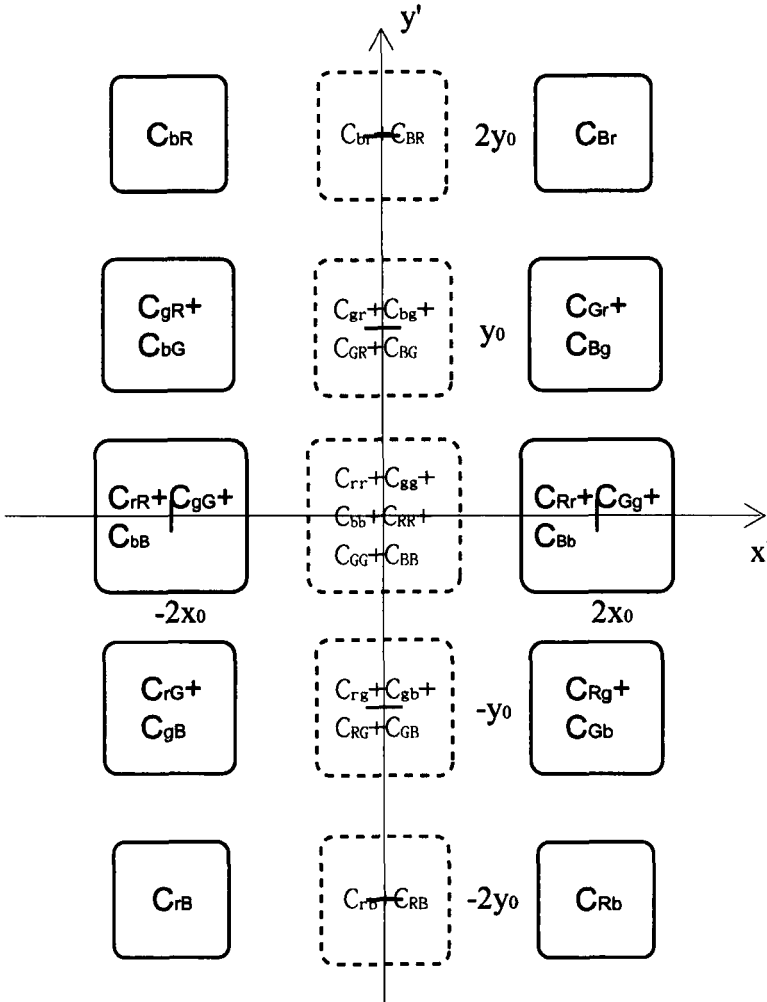 y'
CbR
Cbr+CBR
2y0
CBr
CgR+
CbG
Cgr+Cbg+
CGR+CBG
y0
CGr+
CBg
CrR+CgG+
CbB
Crr+Cgg+
Cbb+CRR+
CGG+CBB
CRr+CGg+
CBb
x'
-2x0
2x0
CrG+
CgB
Crg+Cgb+
CRG+CGB
-y0
CRg+
CGb
CrB
Crb+CRB
-2y0
CRb